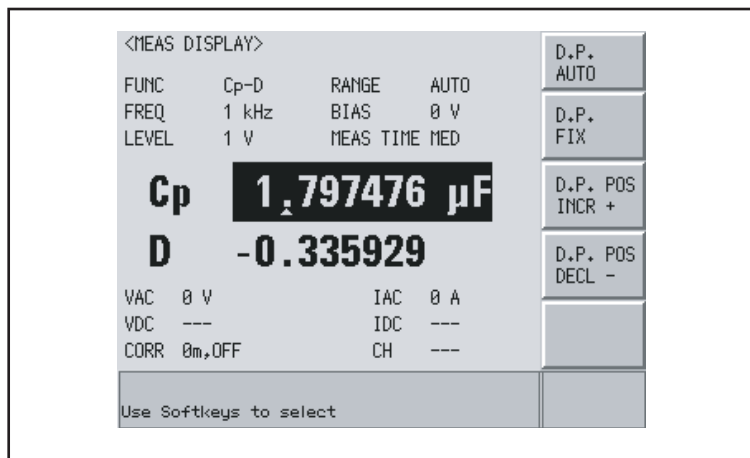 <MEAS DISPLAY>
FUNC Cp-D RANGE AUTO
FREQ 1 kHz BIAS 0 V
LEVEL 1 V MEAS TIME MED
Cp 1.797476 µF
D -0.335929
VAC 0 V IAC 0 A
VDC --- IDC ---
CORR 0m,OFF CH ---
Use Softkeys to select
D.P.
AUTO
D.P.
FIX
D.P. POS
INCR +
D.P. POS
DECL -